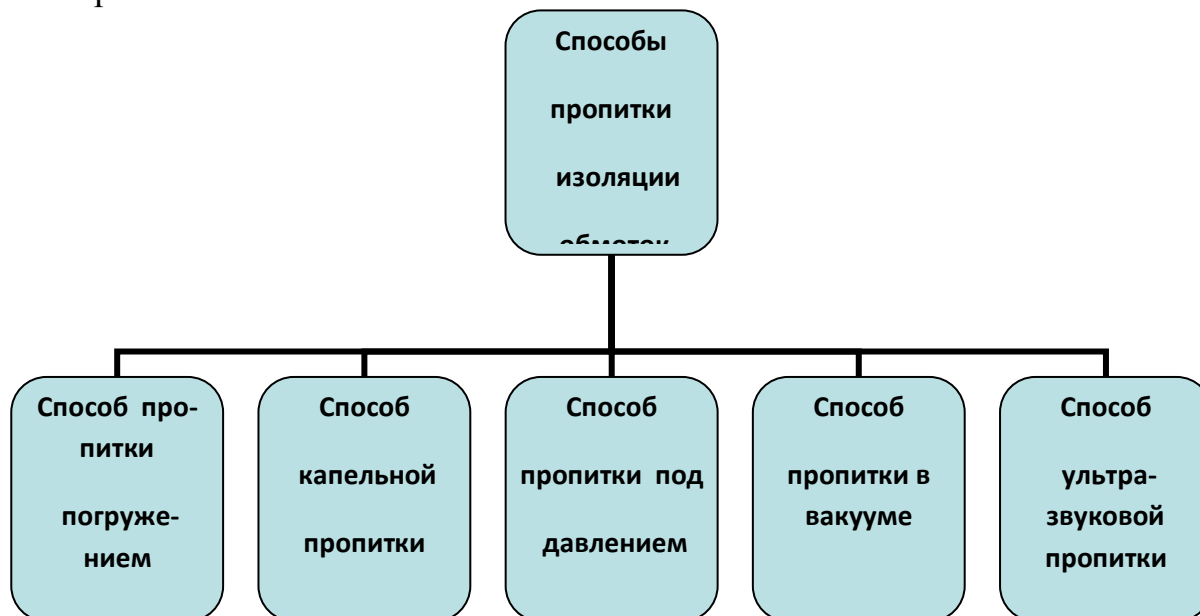 Способы
пропитки
изоляции
обмоток
Способ про-
питки
погруже-
нием
Способ
капельной
пропитки
Способ
пропитки под
давлением
Способ
пропитки в
вакууме
Способ
ультра-
звуковой
пропитки